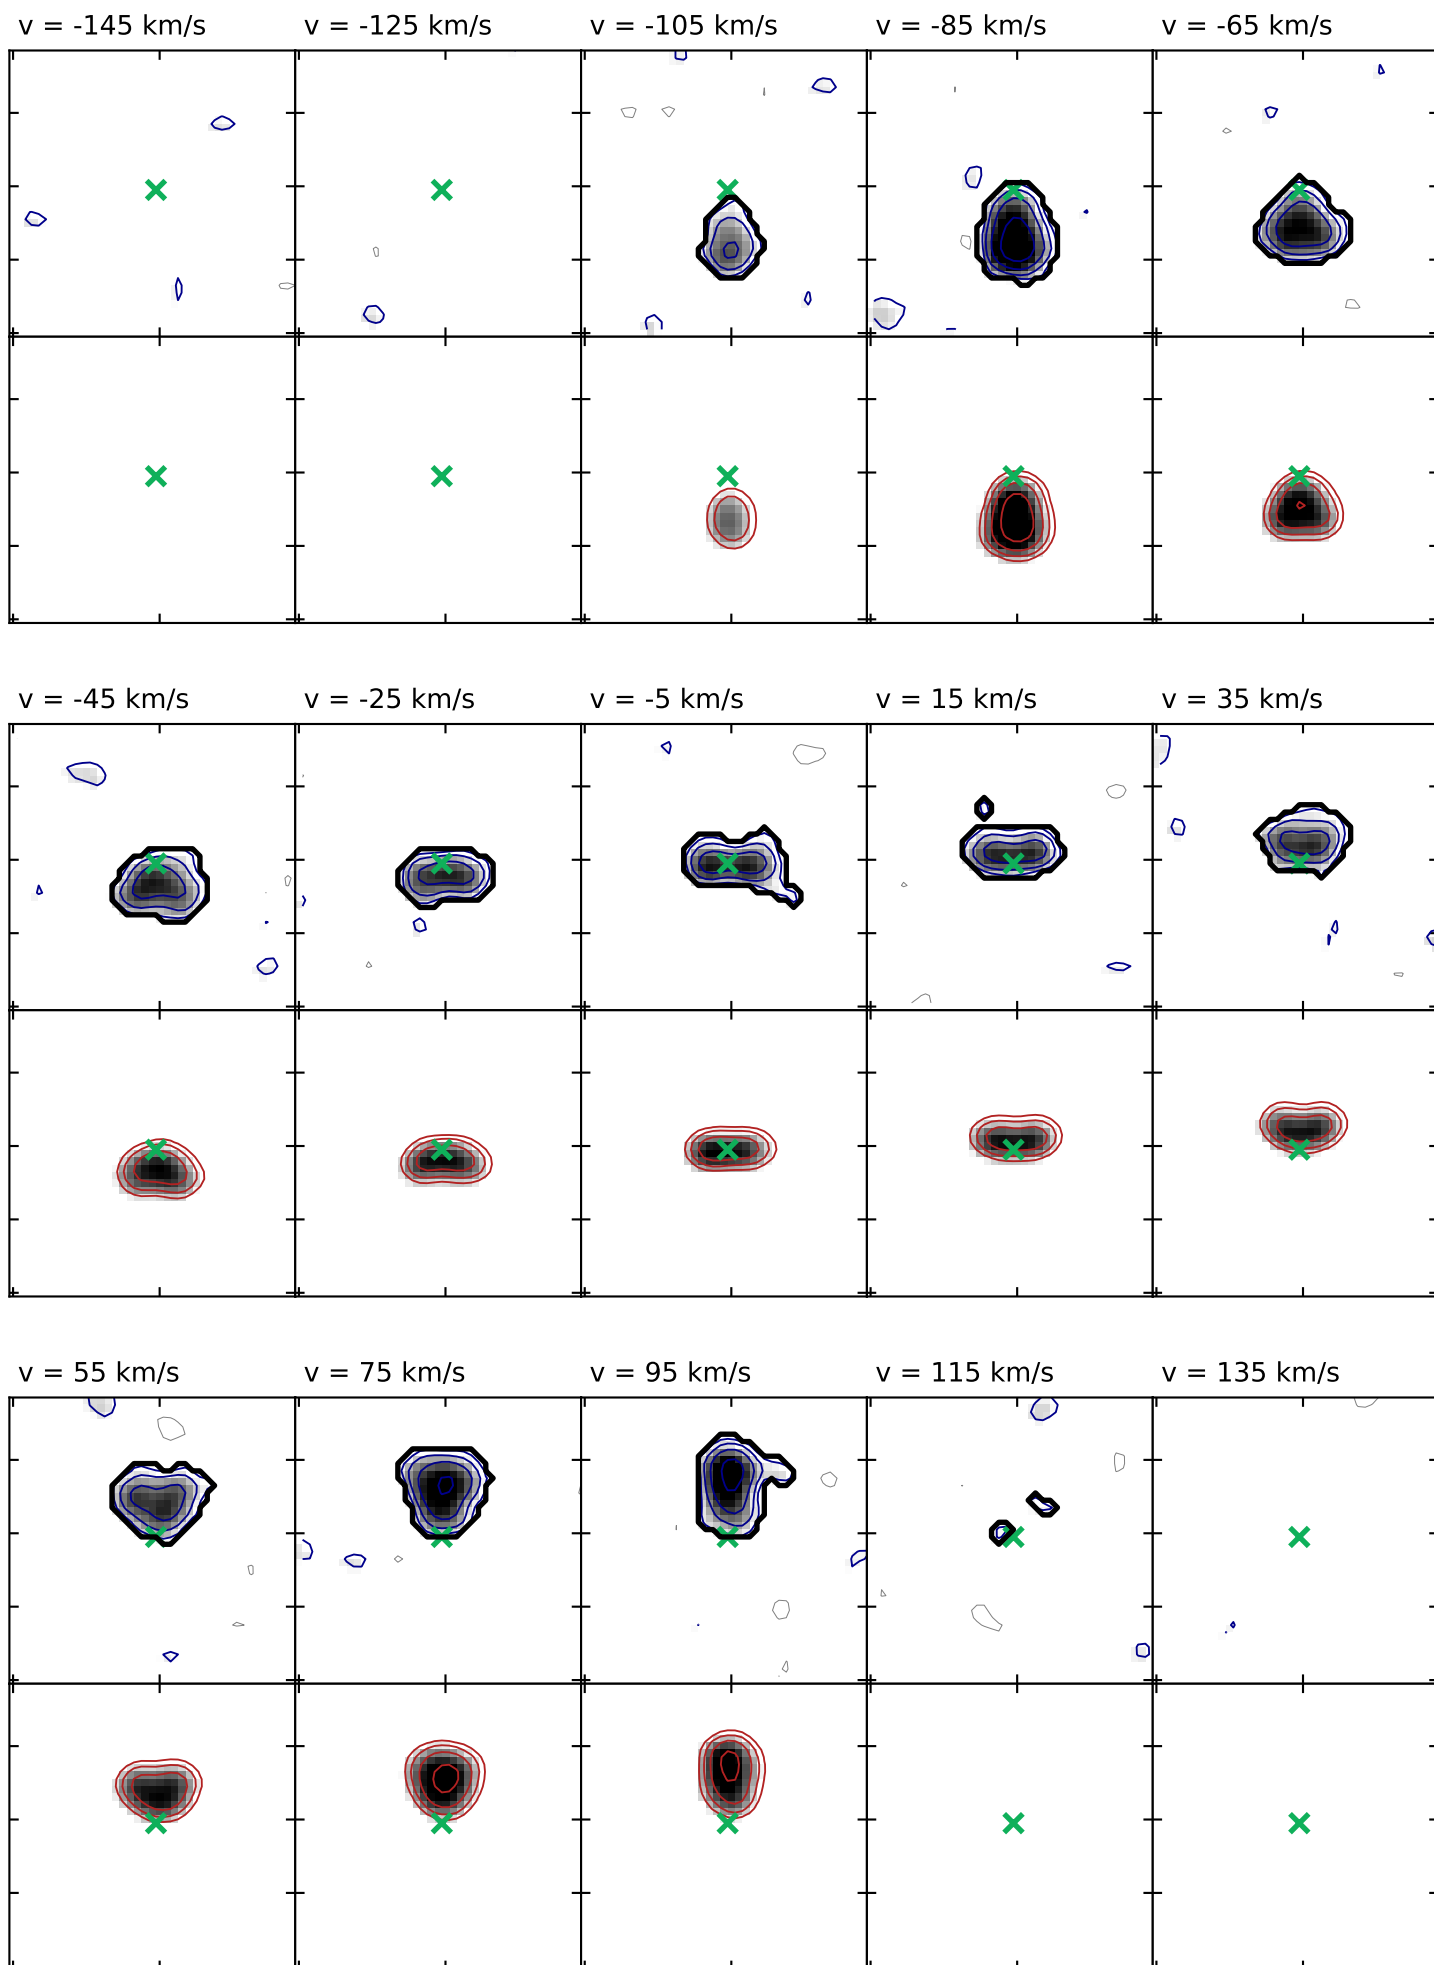 v = -145 km/s
v = -125 km/s
v = -105 km/s
v = -85 km/s
v = -65 km/s
v = -45 km/s
v = -25 km/s
v = -5 km/s
v = 15 km/s
v = 35 km/s
v = 55 km/s
v = 75 km/s
v = 95 km/s
v = 115 km/s
v = 135 km/s